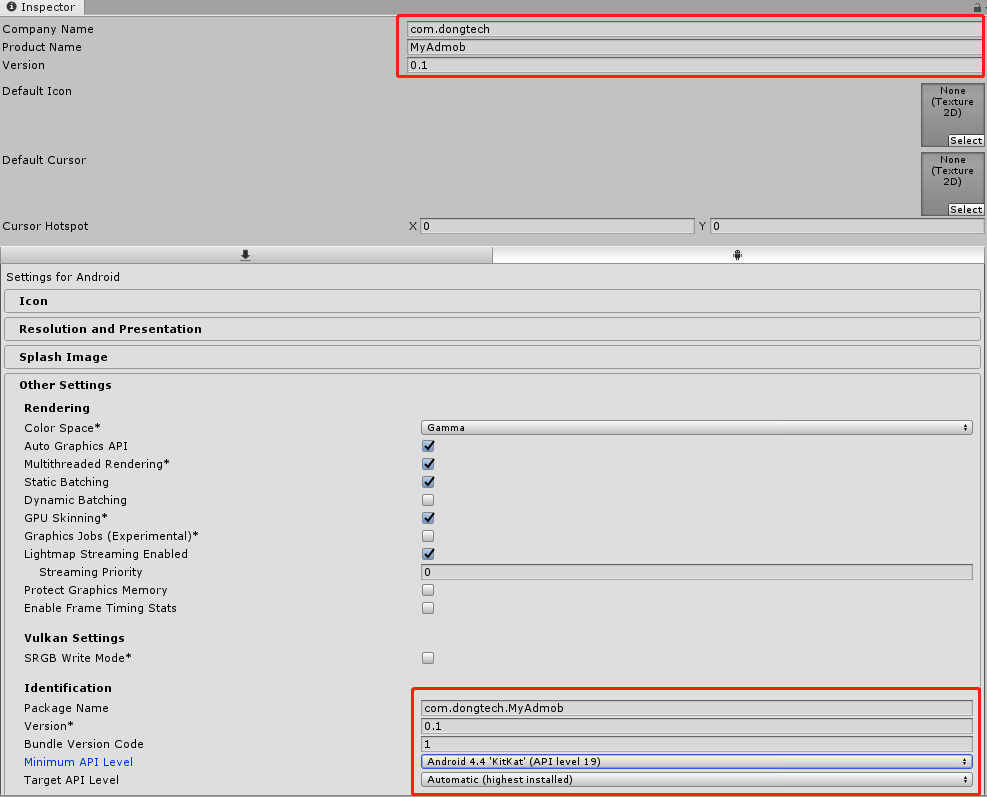 Inspector
Company Name com.dongtech
Product Name MyAdmob
Version 0.1
Default Icon None (Texture 2D) Select
Default Cursor None (Texture 2D) Select
Cursor Hotspot X 0 Y 0
Settings for Android
Icon
Resolution and Presentation
Splash Image
Other Settings
Rendering
Color Space* Gamma
Auto Graphics API
Multithreaded Rendering*
Static Batching
Dynamic Batching
GPU Skinning*
Graphics Jobs (Experimental)*
Lightmap Streaming Enabled
Streaming Priority 0
Protect Graphics Memory
Enable Frame Timing Stats
Vulkan Settings
SRGB Write Mode*
Identification
Package Name com.dongtech.MyAdmob
Version* 0.1
Bundle Version Code 1
Minimum API Level Android 4.4 'KitKat' (API level 19)
Target API Level Automatic (highest installed)